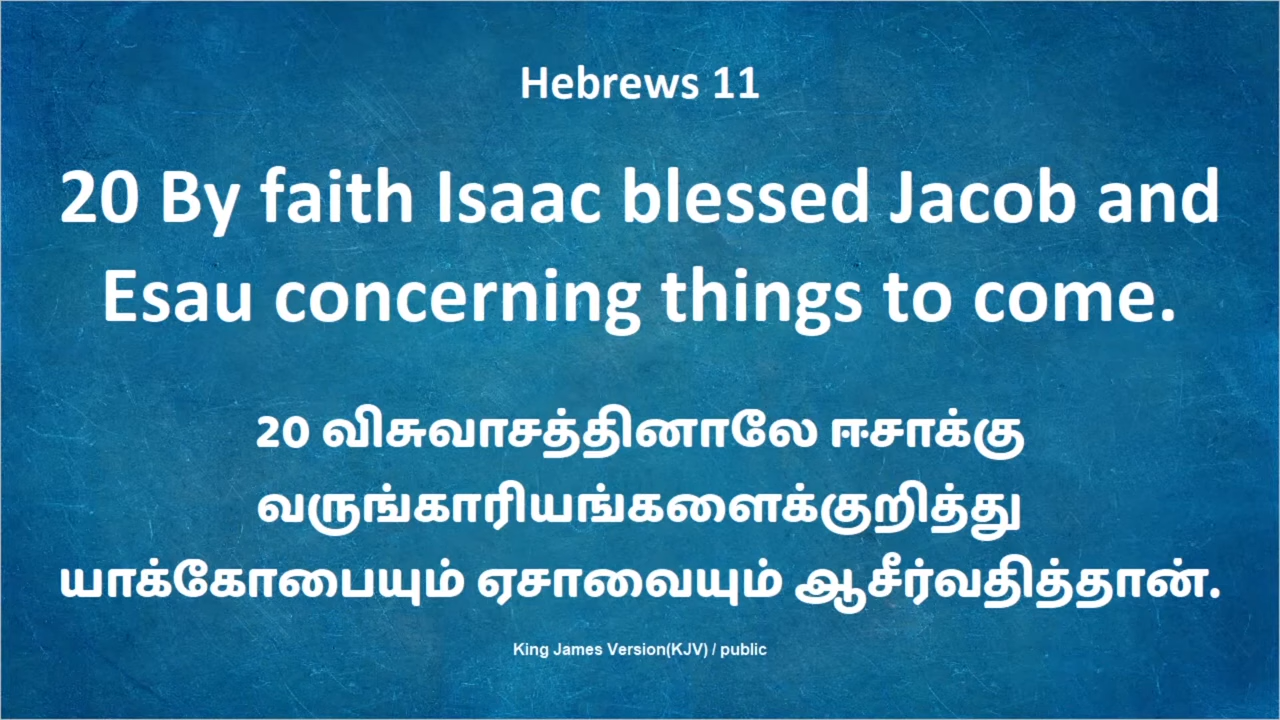 Hebrews 11
20 By faith Isaac blessed Jacob and
Esau concerning things to come.
20 விசுவாசத்தினாலே ஈசாக்கு
வருங்காரியங்களைக்குறித்து
யாக்கோபையும் ஏசாவையும் ஆசீர்வதித்தான்.
King James Version(KJV) / public